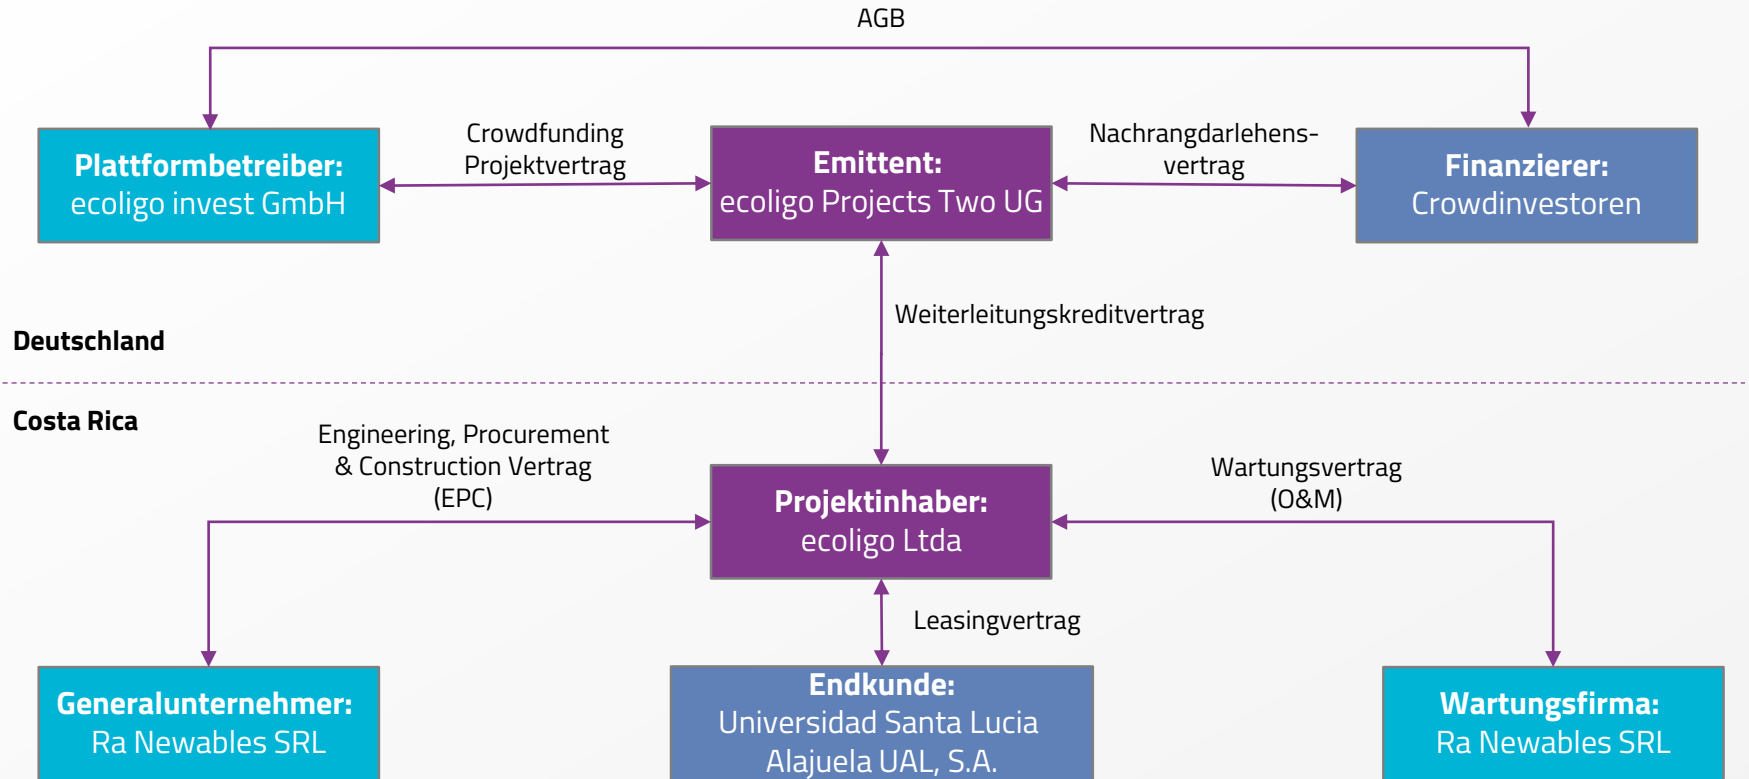 AGB
Plattformbetreiber:
ecoligo invest GmbH
Crowdfunding
Projektvertrag
Emittent:
ecoligo Projects Two UG
Nachrangdarlehens-
vertrag
Finanzierer:
Crowdinvestoren
Weiterleitungskreditvertrag
Deutschland
Costa Rica
Engineering, Procurement
& Construction Vertrag
(EPC)
Projektinhaber:
ecoligo Ltda
Wartungsvertrag
(O&M)
Leasingvertrag
Generalunternehmer:
Ra Newables SRL
Endkunde:
Universidad Santa Lucia
Alajuela UAL, S.A.
Wartungsfirma:
Ra Newables SRL